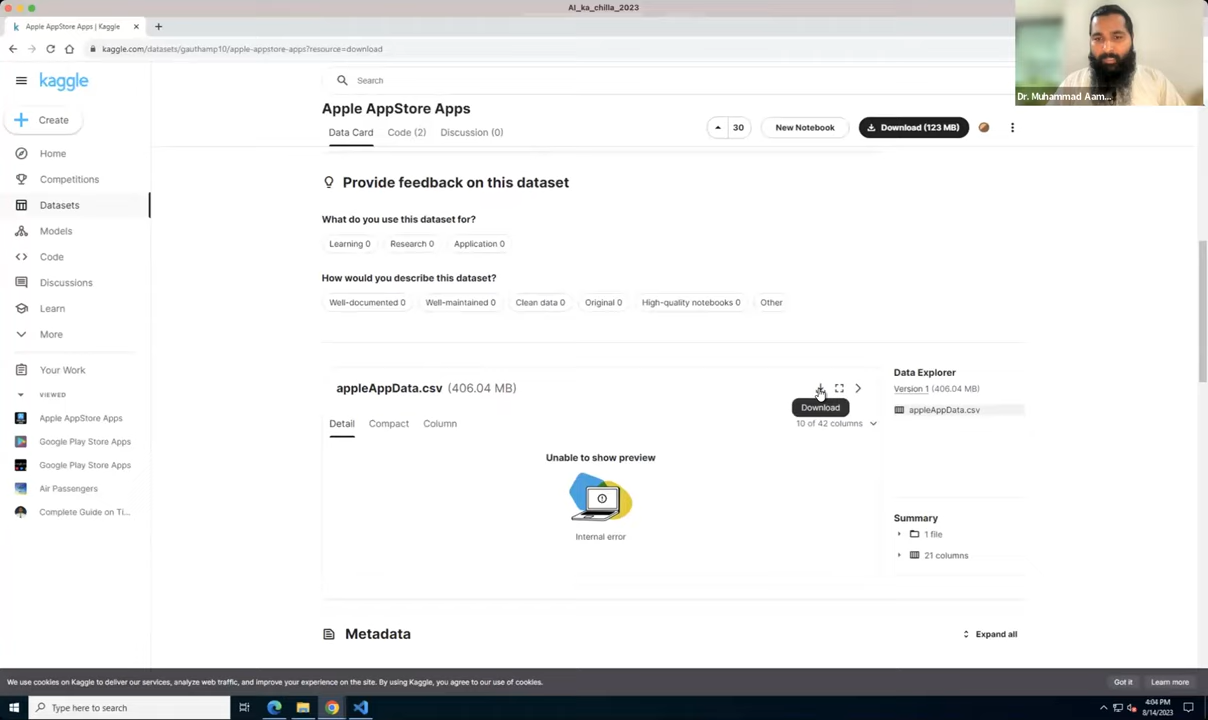 AI_ka_chilla_2023
Apple AppStore Apps | Kaggle
kaggle.com/datasets/gauthamp10/apple-appstore-apps?resource=download
Dr. Muhammad Aam...
kaggle
Search
Create
Home
Competitions
Datasets
Models
Code
Discussions
Learn
More
Your Work
VIEWED
Apple AppStore Apps
Google Play Store Apps
Google Play Store Apps
Air Passengers
Complete Guide on Ti...
Apple AppStore Apps
Data Card Code (2) Discussion (0)
30 New Notebook Download (123 MB)
Provide feedback on this dataset
What do you use this dataset for?
Learning 0 Research 0 Application 0
How would you describe this dataset?
Well-documented 0 Well-maintained 0 Clean data 0 Original 0 High-quality notebooks 0 Other
appleAppData.csv (406.04 MB)
Download
Detail Compact Column 10 of 42 columns
Unable to show preview
Internal error
Data Explorer
Version 1 (406.04 MB)
appleAppData.csv
Summary
1 file
21 columns
Metadata
Expand all
We use cookies on Kaggle to deliver our services, analyze web traffic, and improve your experience on the site. By using Kaggle, you agree to our use of cookies. Got it Learn more
Type here to search
4:04 PM
8/14/2023